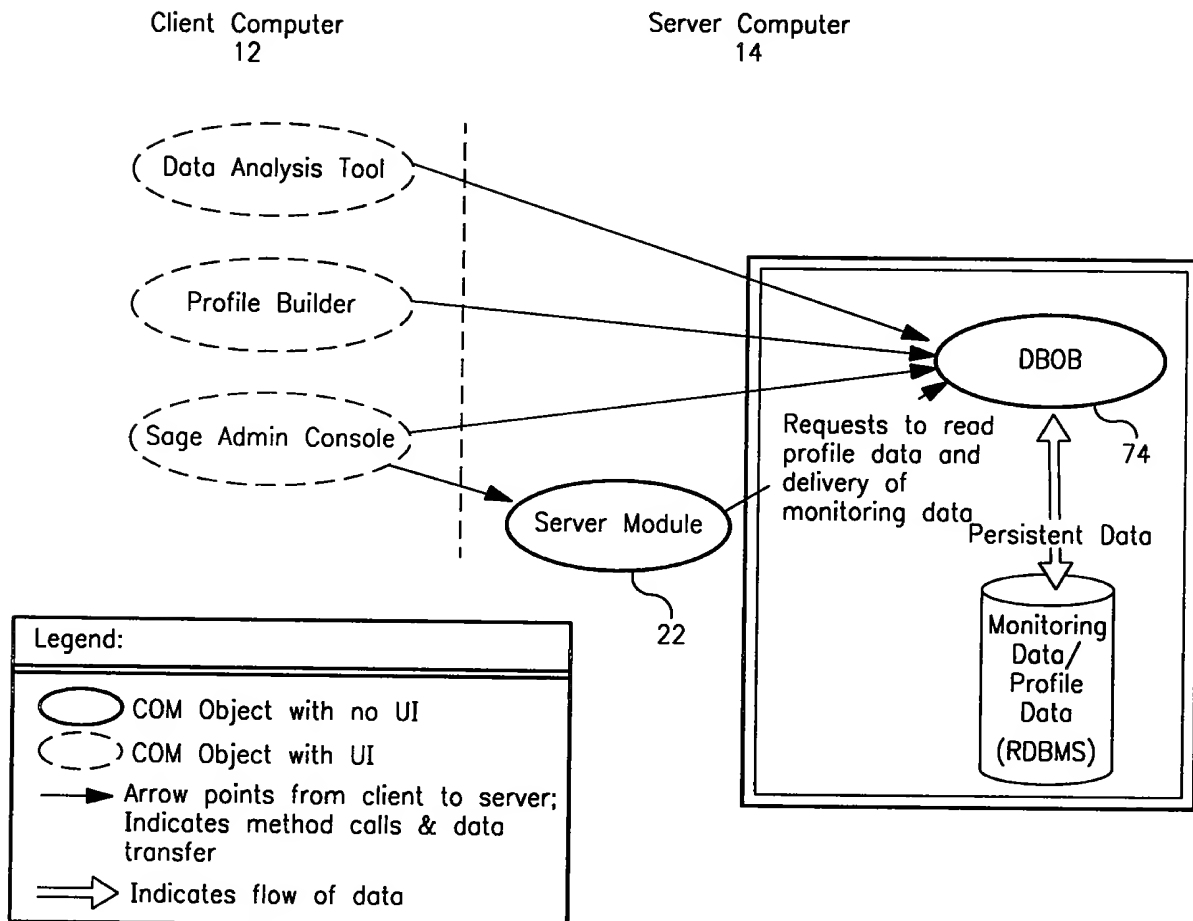 Client Computer
12
Server Computer
14
Data Analysis Tool
Profile Builder
Sage Admin Console
DBOB
74
Requests to read
profile data and
delivery of
monitoring data
Server Module
22
Persistent Data
Monitoring
Data/
Profile
Data
(RDBMS)
Legend:
COM Object with no UI
COM Object with UI
Arrow points from client to server;
Indicates method calls & data
transfer
Indicates flow of data